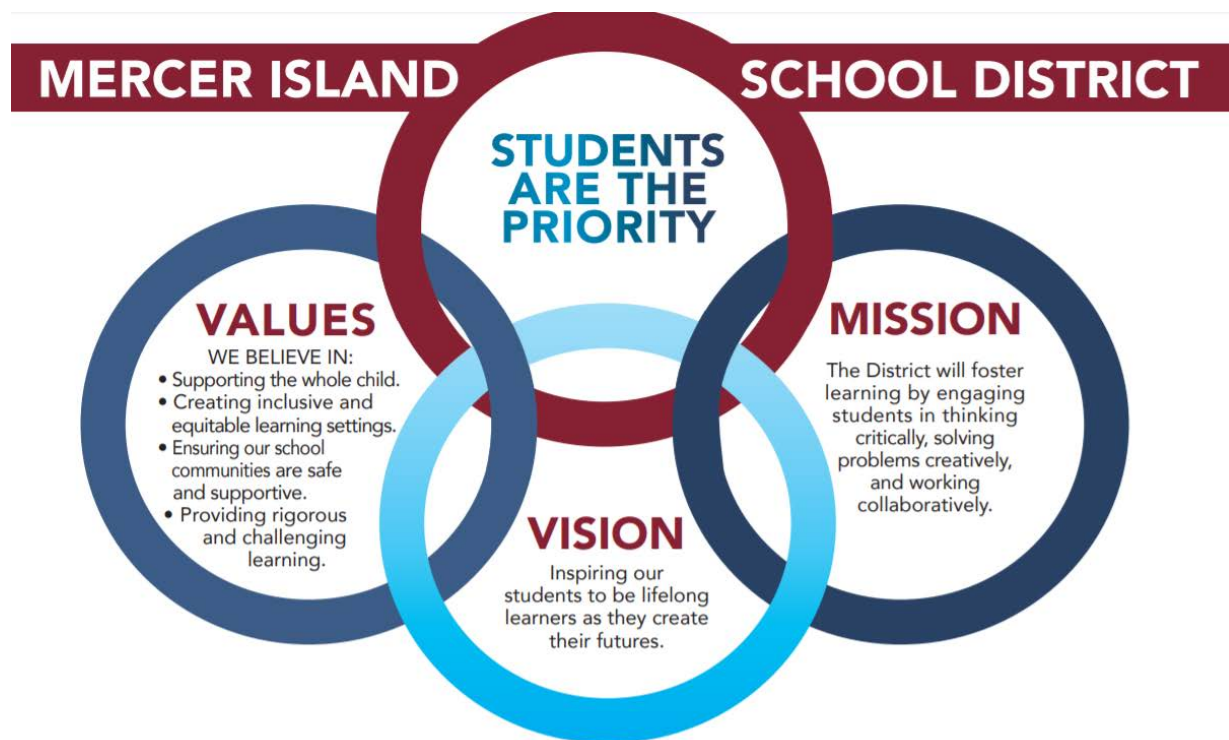 MERCER ISLAND
SCHOOL DISTRICT
STUDENTS
ARE THE
PRIORITY
VALUES
WE BELIEVE IN:
• Supporting the whole child.
• Creating inclusive and
equitable learning settings.
• Ensuring our school
communities are safe
and supportive.
• Providing rigorous
and challenging
learning.
VISION
Inspiring our
students to be lifelong
learners as they create
their futures.
MISSION
The District will foster
learning by engaging
students in thinking
critically, solving
problems creatively,
and working
collaboratively.